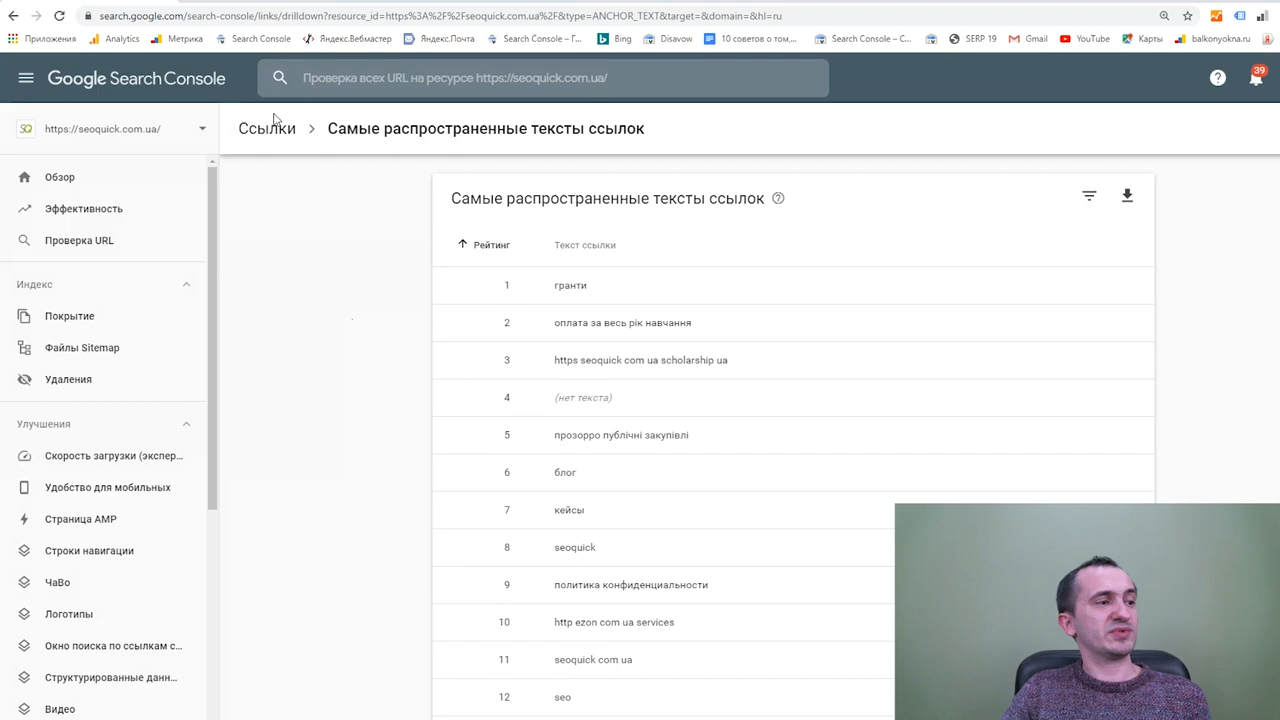 search.google.com/search-console/links/drilldown?resource_id=https%3A%2F%2Fseoquick.com.ua%2F&type=ANCHOR_TEXT&target=&domain=&hl=ru
Приложения Analytics Метрика Search Console Яндекс.Вебмастер Яндекс.Почта Search Console – Г... Bing Disavow 10 советов о том,... Search Console – С... SERP 19 Gmail YouTube Карты balkonyokna.ru
Google Search Console
Проверка всех URL на ресурсе https://seoquick.com.ua/
39
SQ https://seoquick.com.ua/
Ссылки > Самые распространенные тексты ссылок
Обзор
Эффективность
Проверка URL
Индекс
Покрытие
Файлы Sitemap
Удаления
Улучшения
Скорость загрузки (экспер...
Удобство для мобильных
Страница AMP
Строки навигации
ЧаВо
Логотипы
Окно поиска по ссылкам с...
Структурированные данн...
Видео
Самые распространенные тексты ссылок
Рейтинг Текст ссылки
1 гранти
2 оплата за весь рік навчання
3 https seoquick com ua scholarship ua
4 (нет текста)
5 прозорро публічні закупівлі
6 блог
7 кейсы
8 seoquick
9 политика конфиденциальности
10 http ezon com ua services
11 seoquick com ua
12 seo